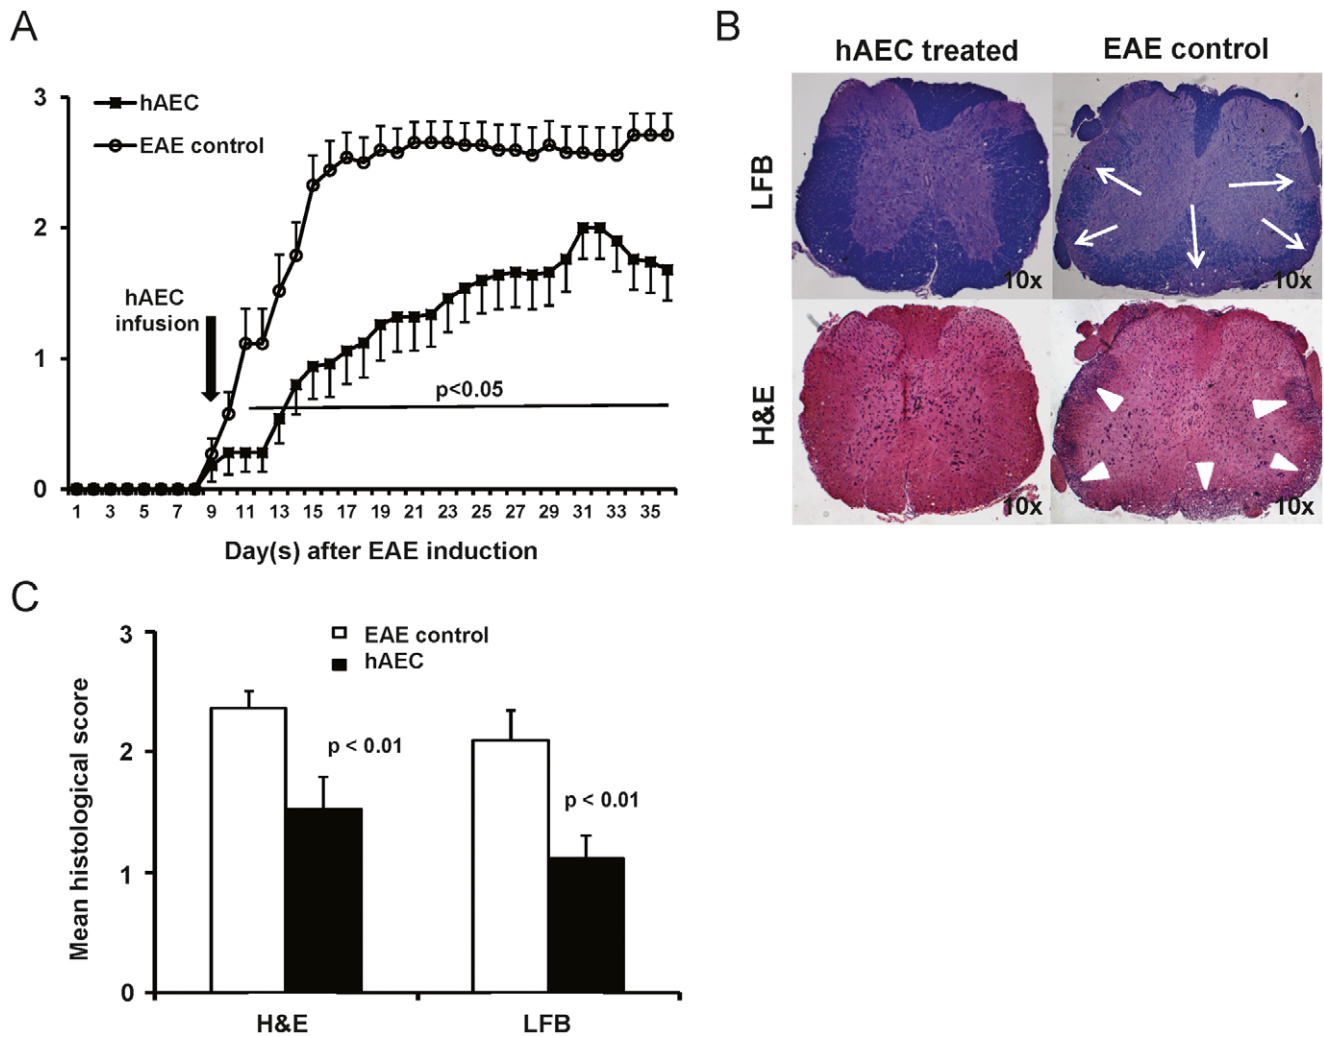 A
3
2
1
0
hAEC
EAE control
hAEC
infusion
p<0.05
1 3 5 7 9 11 13 15 17 19 21 23 25 27 29 31 33 35
Day(s) after EAE induction
B
hAEC treated EAE control
LFB
10x 10x
H&E
10x 10x
C
EAE control
hAEC
3
2
1
0
Mean histological score
p < 0.01
p < 0.01
H&E LFB